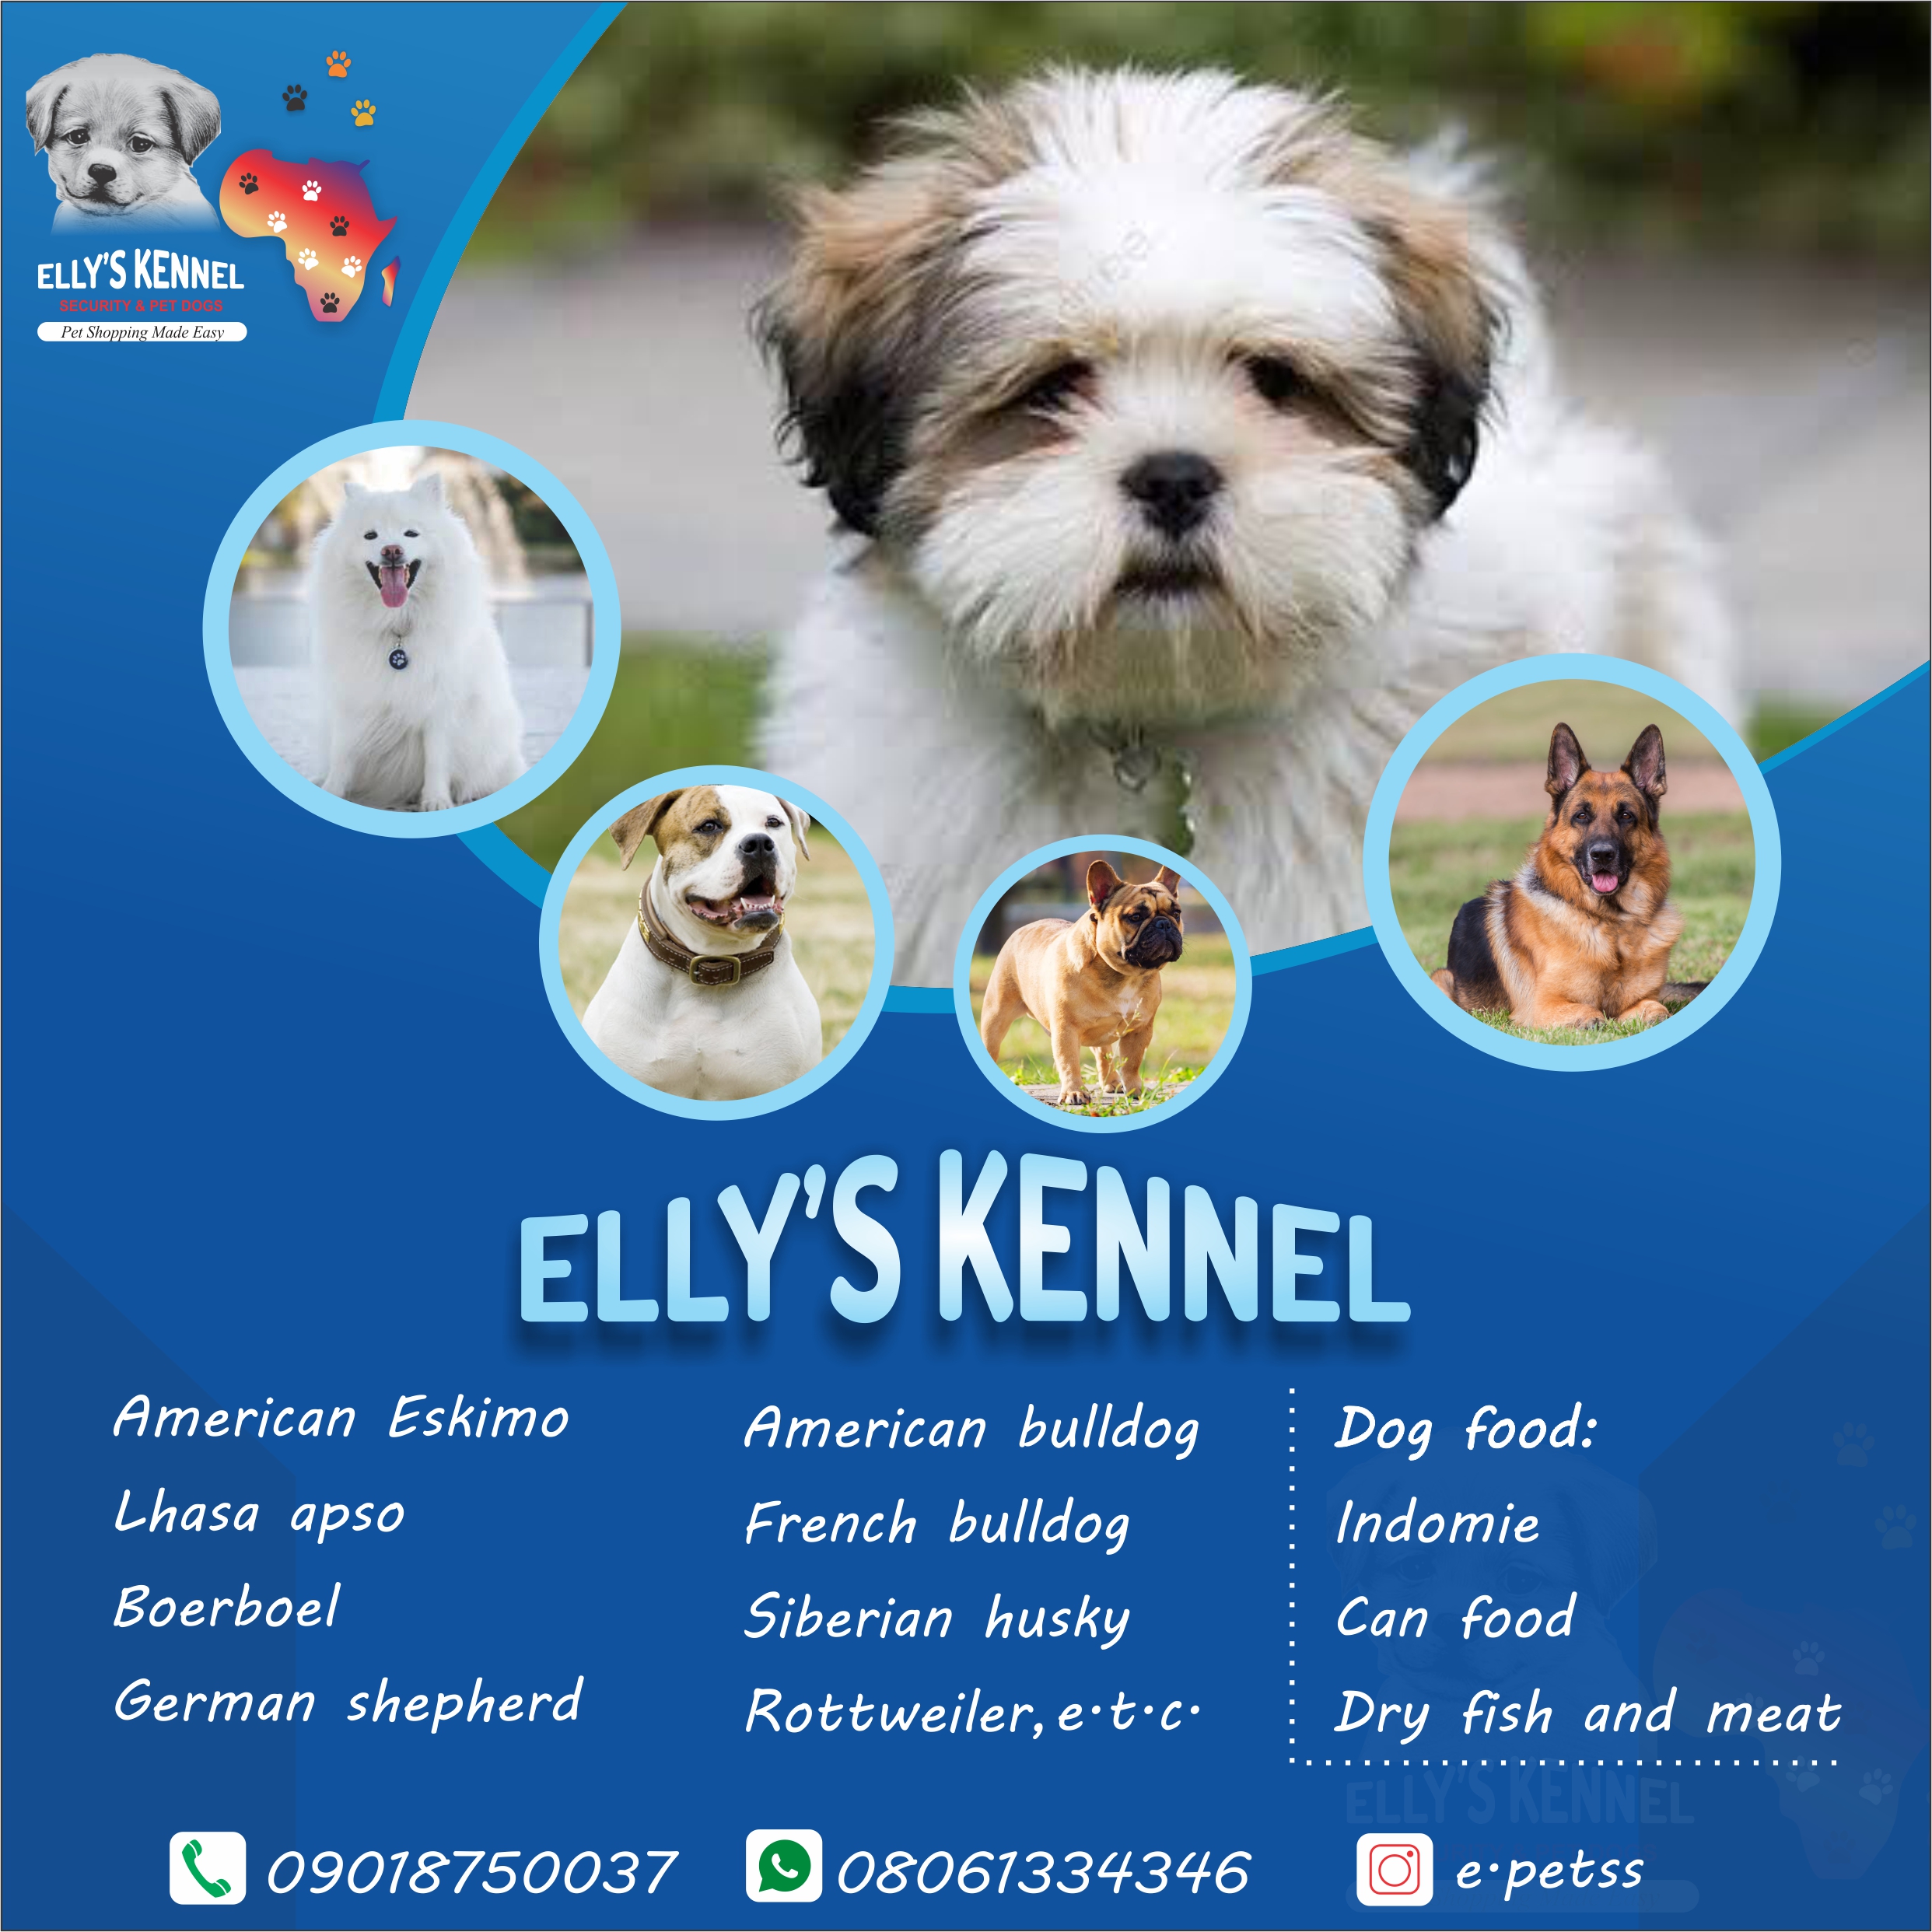 ELLY'S KENNEL
SECURITY & PET DOGS
Pet Shopping Made Easy
ELLY'S KENNEL
American Eskimo
Lhasa apso
Boerboel
German shepherd
American bulldog
French bulldog
Siberian husky
Rottweiler, e·t·c·
Dog food:
Indomie
Can food
Dry fish and meat
ELLY'S KENNEL
09018750037
08061334346
e·petss